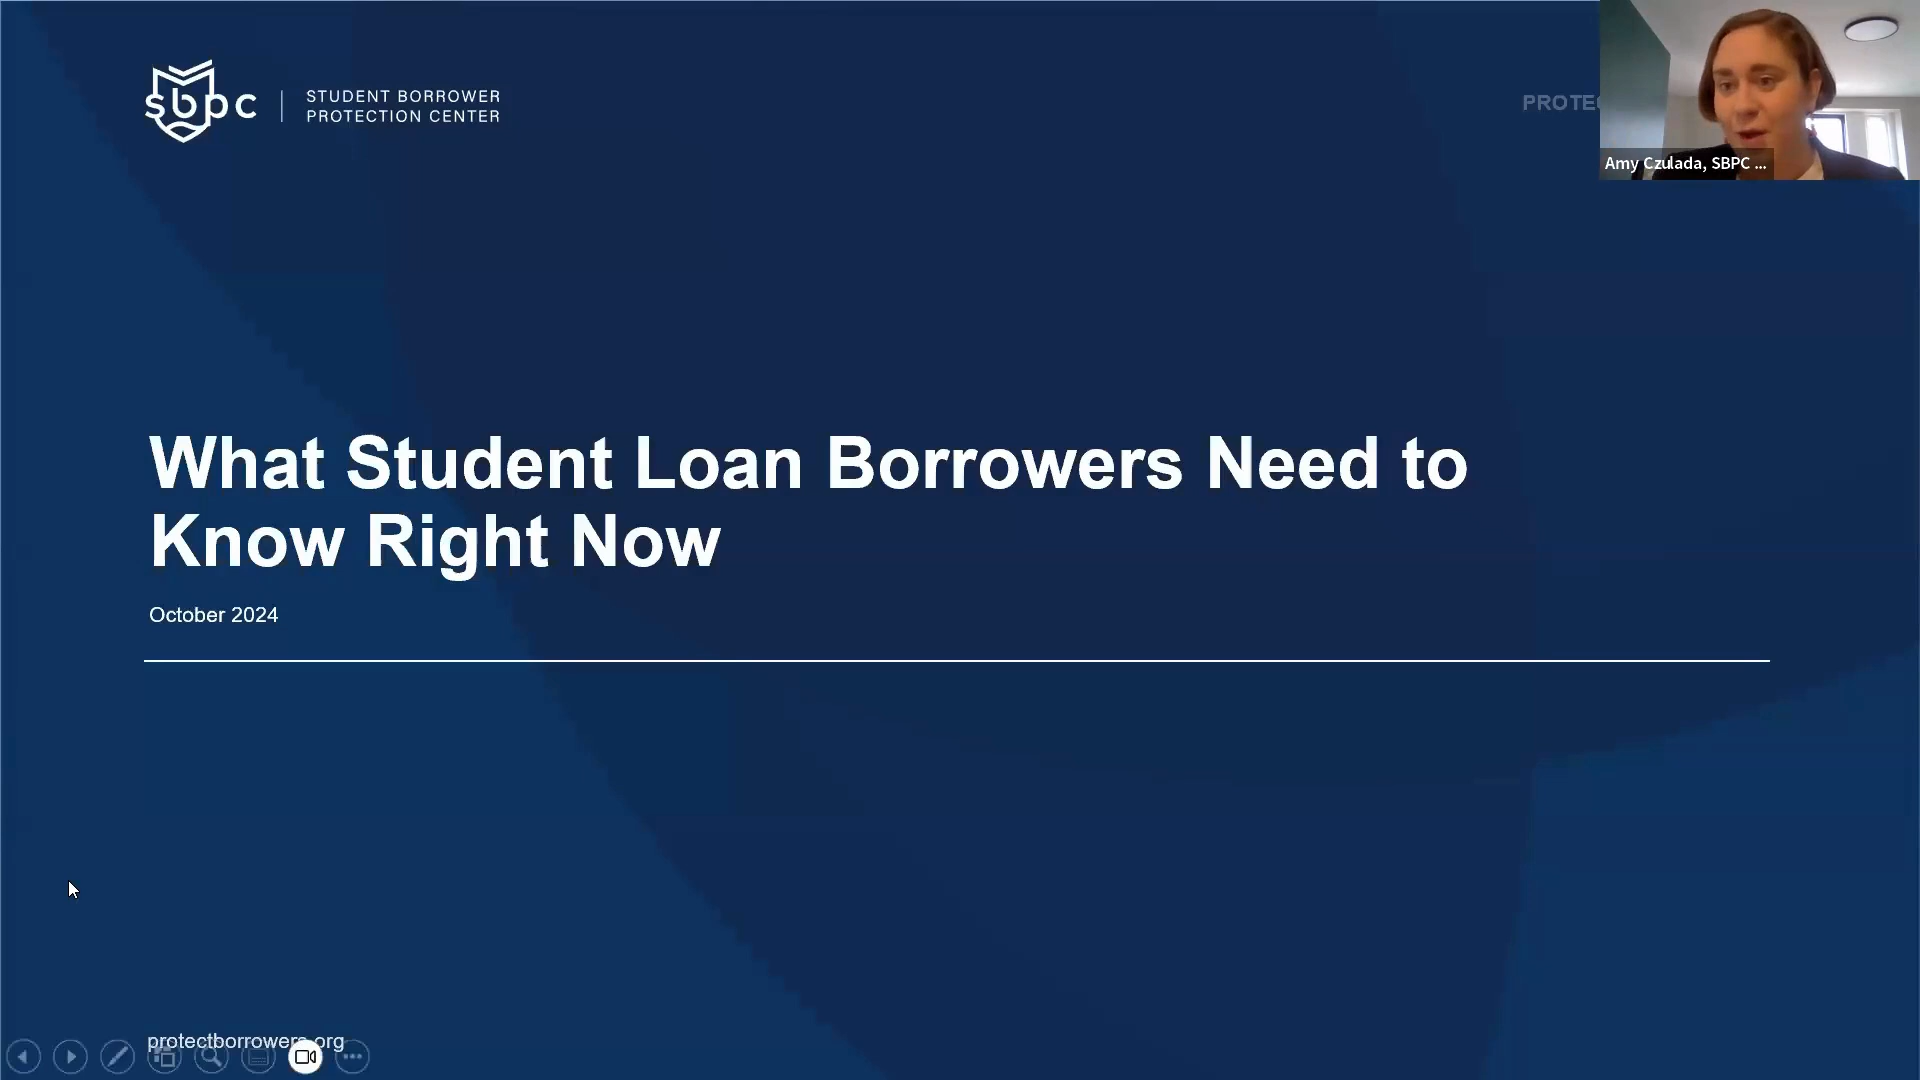 sbpc
STUDENT BORROWER
PROTECTION CENTER
Amy Czulada, SBPC ...
What Student Loan Borrowers Need to
Know Right Now
October 2024
protectborrowers.org